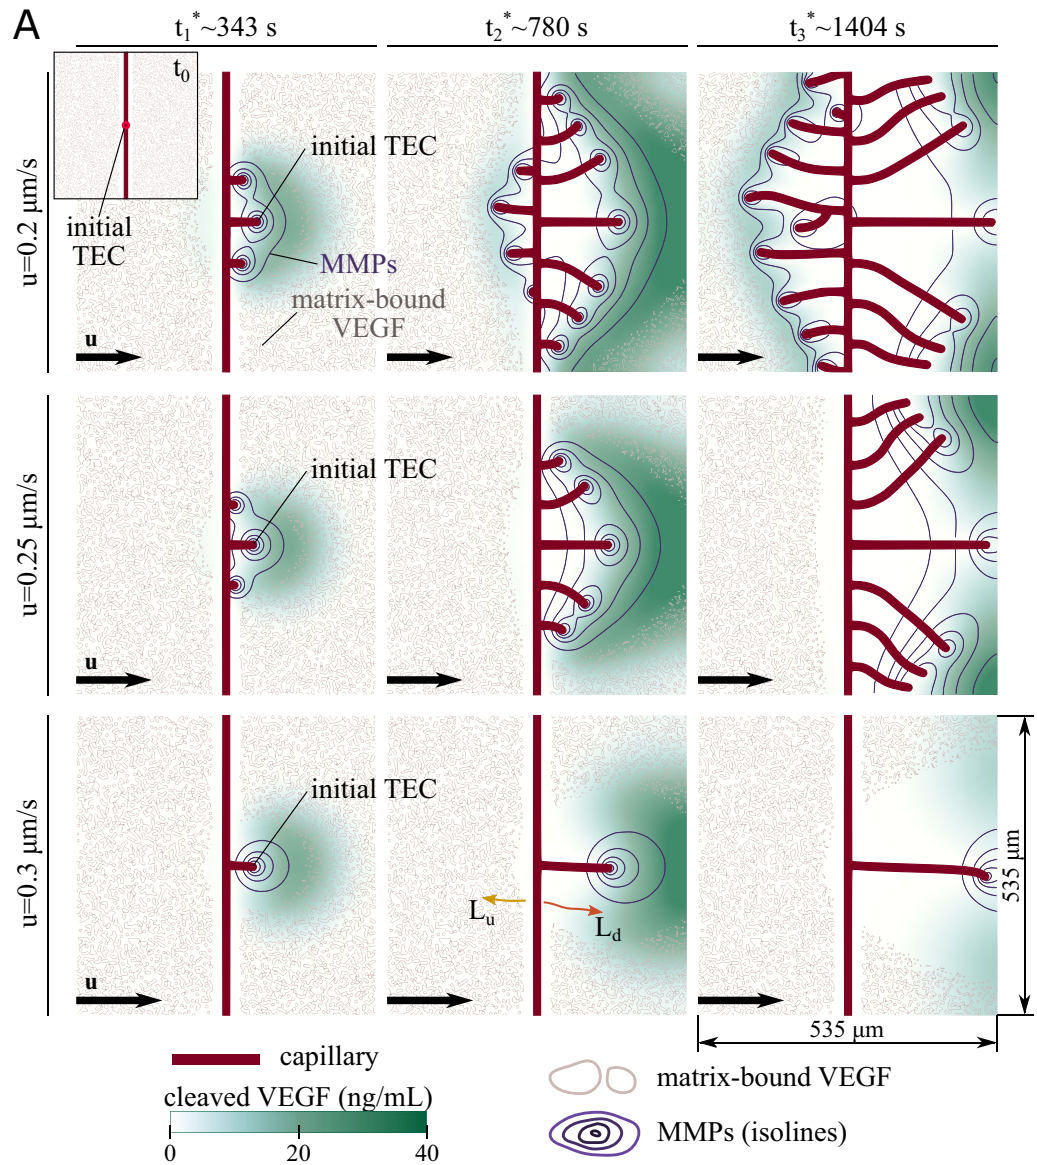 A
t₁*~343 s
t₂*~780 s
t₃*~1404 s
t₀
initial
TEC
u=0.2 μm/s
initial TEC
MMPs
matrix-bound
VEGF
u
u=0.25 μm/s
initial TEC
u
u=0.3 μm/s
initial TEC
u
Lᵤ
L_d
535 μm
535 μm
capillary
cleaved VEGF (ng/mL)
0
20
40
matrix-bound VEGF
MMPs (isolines)